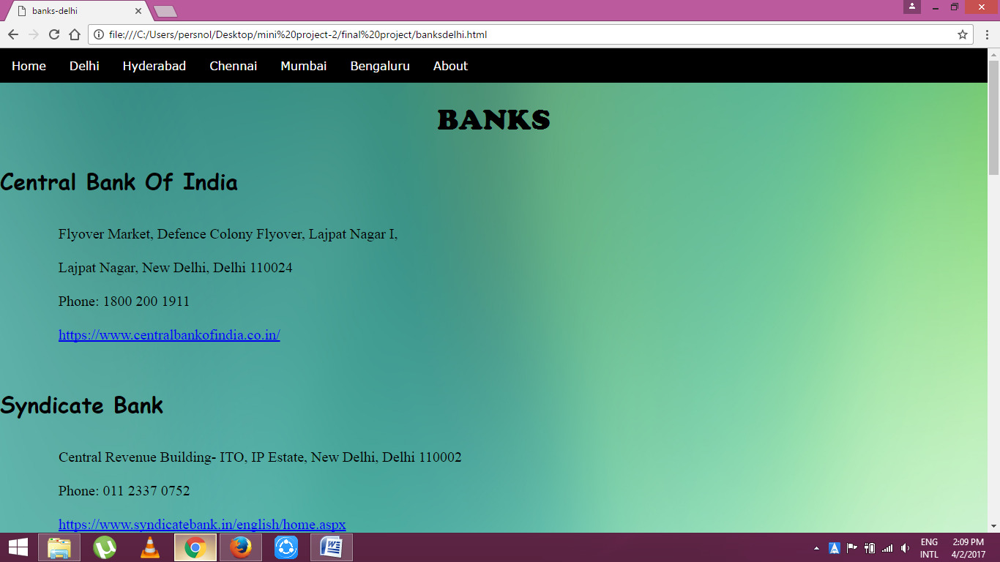 banks-delhi
file:///C:/Users/persnol/Desktop/mini%20project-2/final%20project/banksdelhi.html
Home Delhi Hyderabad Chennai Mumbai Bengaluru About
BANKS
Central Bank Of India
Flyover Market, Defence Colony Flyover, Lajpat Nagar I,
Lajpat Nagar, New Delhi, Delhi 110024
Phone: 1800 200 1911
https://www.centralbankofindia.co.in/
Syndicate Bank
Central Revenue Building- ITO, IP Estate, New Delhi, Delhi 110002
Phone: 011 2337 0752
https://www.syndicatebank.in/english/home.aspx
ENG 2:09 PM
INTL 4/2/2017